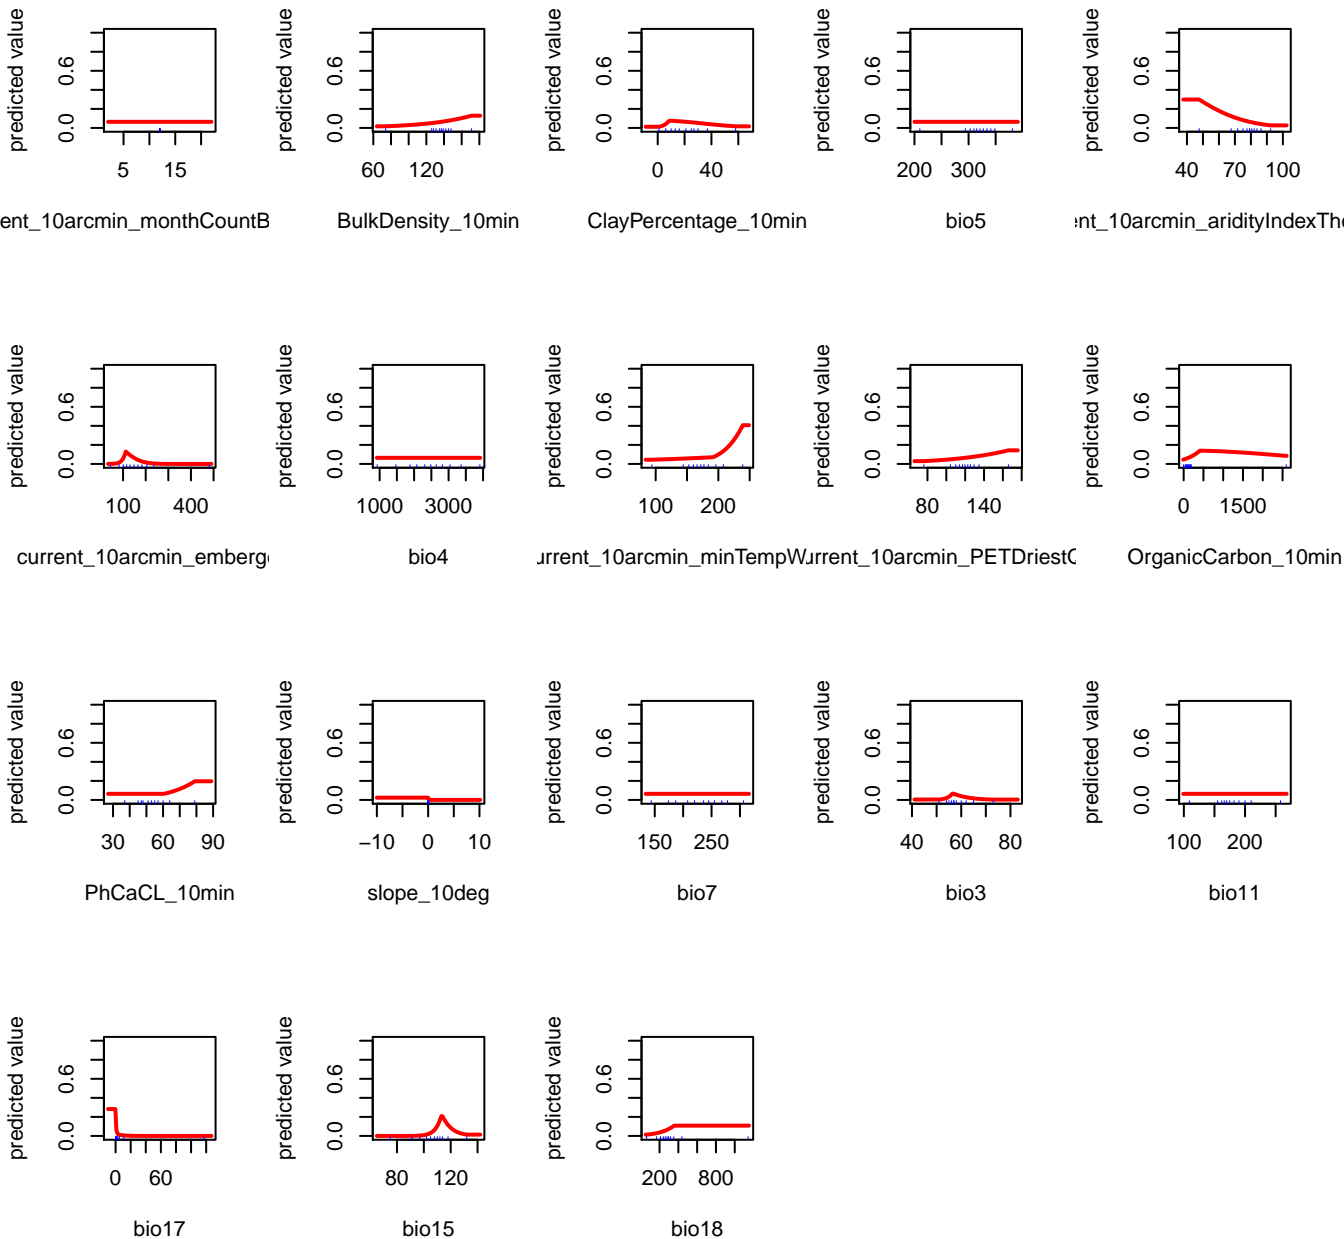 predicted value
0.0 0.6
5 15
ent_10arcmin_monthCountB
predicted value
0.0 0.6
60 120
BulkDensity_10min
predicted value
0.0 0.6
0 40
ClayPercentage_10min
predicted value
0.0 0.6
200 300
bio5
predicted value
0.0 0.6
40 70 100
ent_10arcmin_aridityIndexTho
predicted value
0.0 0.6
100 400
current_10arcmin_emberge
predicted value
0.0 0.6
1000 3000
bio4
predicted value
0.0 0.6
100 200
urrent_10arcmin_minTempW
predicted value
0.0 0.6
80 140
urrent_10arcmin_PETDriestQ
predicted value
0.0 0.6
0 1500
OrganicCarbon_10min
predicted value
0.0 0.6
30 60 90
PhCaCL_10min
predicted value
0.0 0.6
−10 0 10
slope_10deg
predicted value
0.0 0.6
150 250
bio7
predicted value
0.0 0.6
40 60 80
bio3
predicted value
0.0 0.6
100 200
bio11
predicted value
0.0 0.6
0 60
bio17
predicted value
0.0 0.6
80 120
bio15
predicted value
0.0 0.6
200 800
bio18